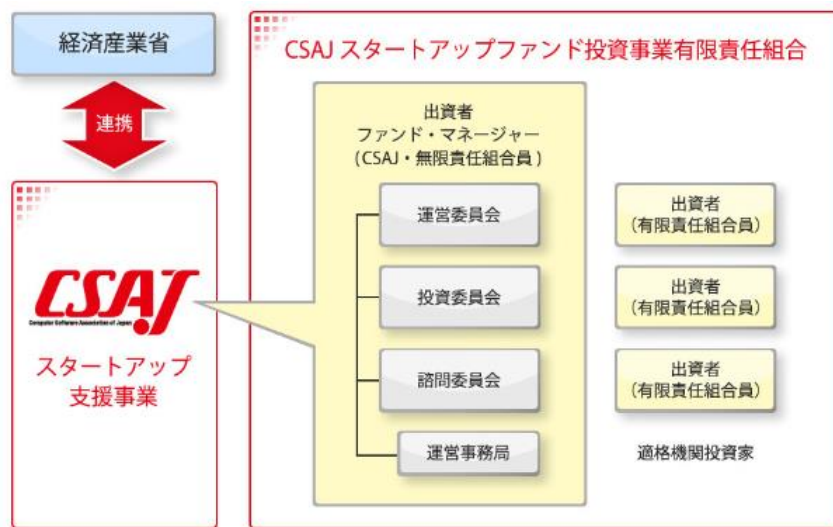 経済産業省
連携
CSAJ
Computer Software Association of Japan
スタートアップ
支援事業
CSAJ スタートアップファンド投資事業有限責任組合
出資者
ファンド・マネージャー
(CSAJ・無限責任組合員)
運営委員会
投資委員会
諮問委員会
運営事務局
出資者
(有限責任組合員)
出資者
(有限責任組合員)
出資者
(有限責任組合員)
適格機関投資家